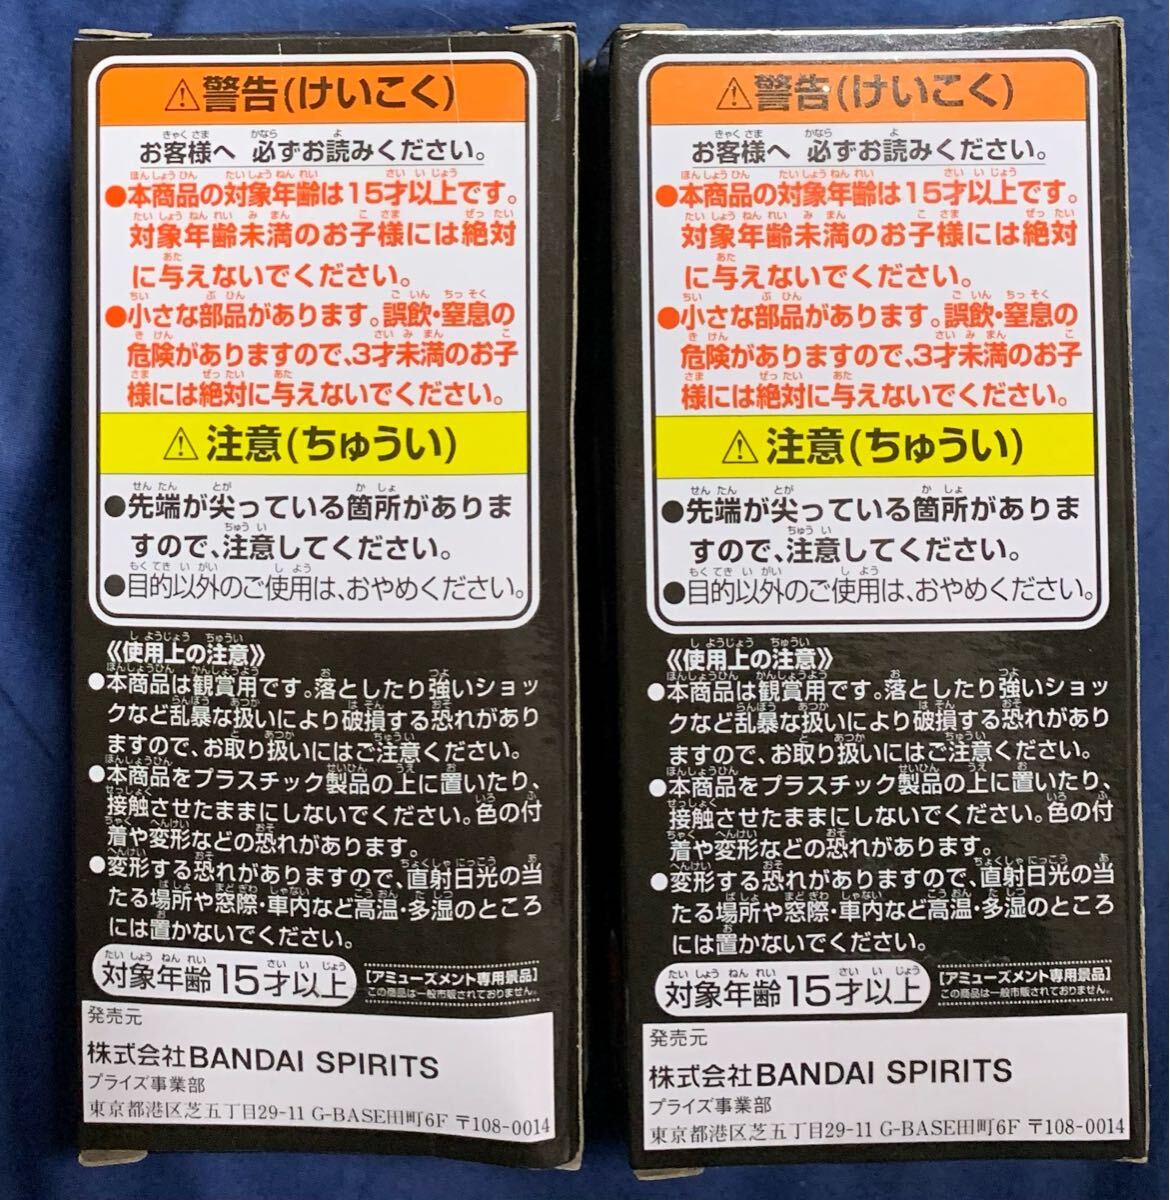 ⚠警告(けいこく)
お客様へ 必ずお読みください。
●本商品の対象年齢は15才以上です。
対象年齢未満のお子様には絶対
に与えないでください。
●小さな部品があります。誤飲・窒息の
危険がありますので、3才未満のお子
様には絶対に与えないでください。
⚠注意(ちゅうい)
●先端が尖っている箇所がありま
すので、注意してください。
●目的以外のご使用は、おやめください。
《使用上の注意》
●本商品は観賞用です。落としたり強いショッ
クなど乱暴な扱いにより破損する恐れがあり
ますので、お取り扱いにはご注意ください。
●本商品をプラスチック製品の上に置いたり、
接触させたままにしないでください。色の付
着や変形などの恐れがあります。
●変形する恐れがありますので、直射日光の当
たる場所や窓際・車内など高温・多湿のところ
には置かないでください。
対象年齢15才以上
[アミューズメント専用景品]
この商品は一般市販されておりません。
発売元
株式会社BANDAI SPIRITS
プライズ事業部
東京都港区芝五丁目29-11 G-BASE田町6F 〒108-0014
⚠警告(けいこく)
お客様へ 必ずお読みください。
●本商品の対象年齢は15才以上です。
対象年齢未満のお子様には絶対
に与えないでください。
●小さな部品があります。誤飲・窒息の
危険がありますので、3才未満のお子
様には絶対に与えないでください。
⚠注意(ちゅうい)
●先端が尖っている箇所がありま
すので、注意してください。
●目的以外のご使用は、おやめください。
《使用上の注意》
●本商品は観賞用です。落としたり強いショッ
クなど乱暴な扱いにより破損する恐れがあり
ますので、お取り扱いにはご注意ください。
●本商品をプラスチック製品の上に置いたり、
接触させたままにしないでください。色の付
着や変形などの恐れがあります。
●変形する恐れがありますので、直射日光の当
たる場所や窓際・車内など高温・多湿のところ
には置かないでください。
対象年齢15才以上
[アミューズメント専用景品]
この商品は一般市販されておりません。
発売元
株式会社BANDAI SPIRITS
プライズ事業部
東京都港区芝五丁目29-11 G-BASE田町6F 〒108-0014